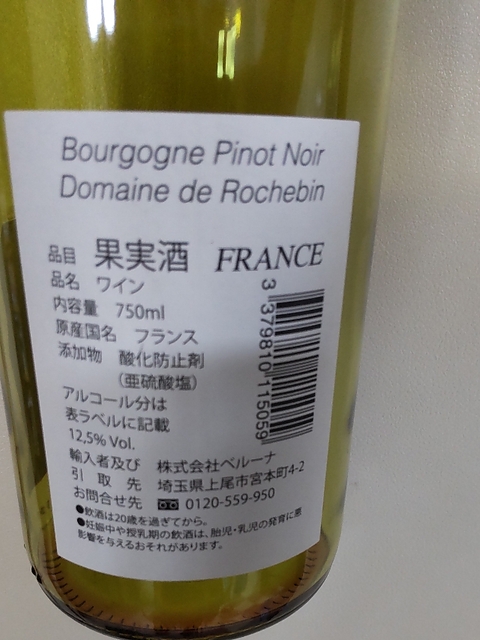 Bourgogne Pinot Noir
Domaine de Rochebin
品目 果実酒 FRANCE
品名 ワイン
内容量 750ml
原産国名 フランス
添加物 酸化防止剤
（亜硫酸塩）
アルコール分は
表ラベルに記載
12,5% Vol.
3 379810 115059
輸入者及び 株式会社ベルーナ
引取先 埼玉県上尾市宮本町4-2
お問合せ先 0120-559-950
●飲酒は20歳を過ぎてから。
●妊娠中や授乳期の飲酒は、胎児・乳児の発育に悪
影響を与えるおそれがあります。